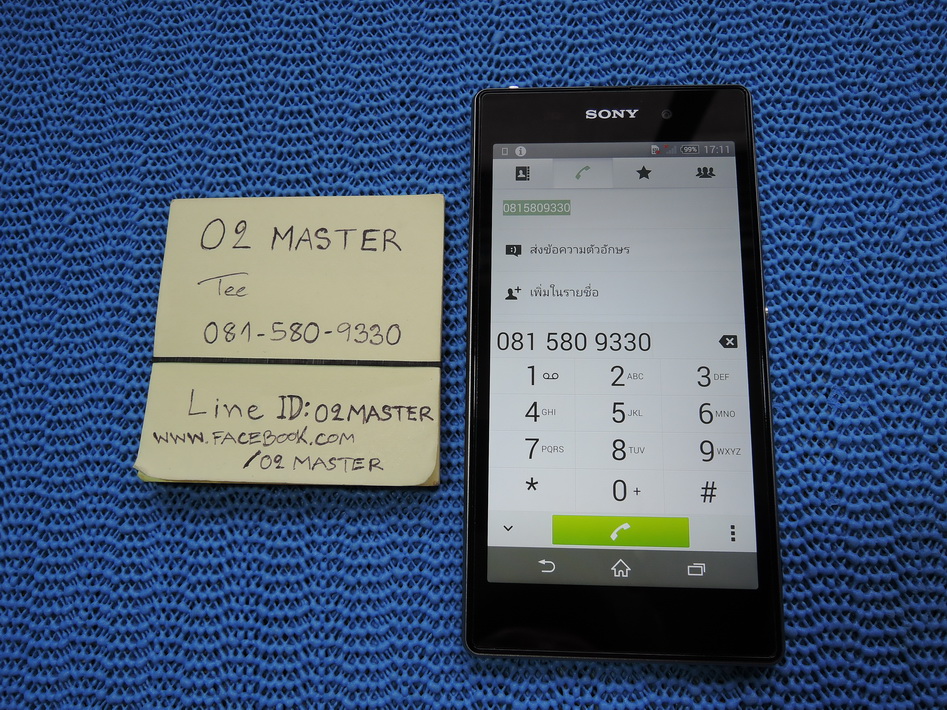 O2 MASTER
Tee
081-580-9330
Line ID: O2MASTER
WWW.FACEBOOK.COM
/O2 MASTER
SONY
99% 17:11
0815809330
ส่งข้อความตัวอักษร
เพิ่มในรายชื่อ
081 580 9330
1 2 ABC 3 DEF
4 GHI 5 JKL 6 MNO
7 PQRS 8 TUV 9 WXYZ
* 0 + #